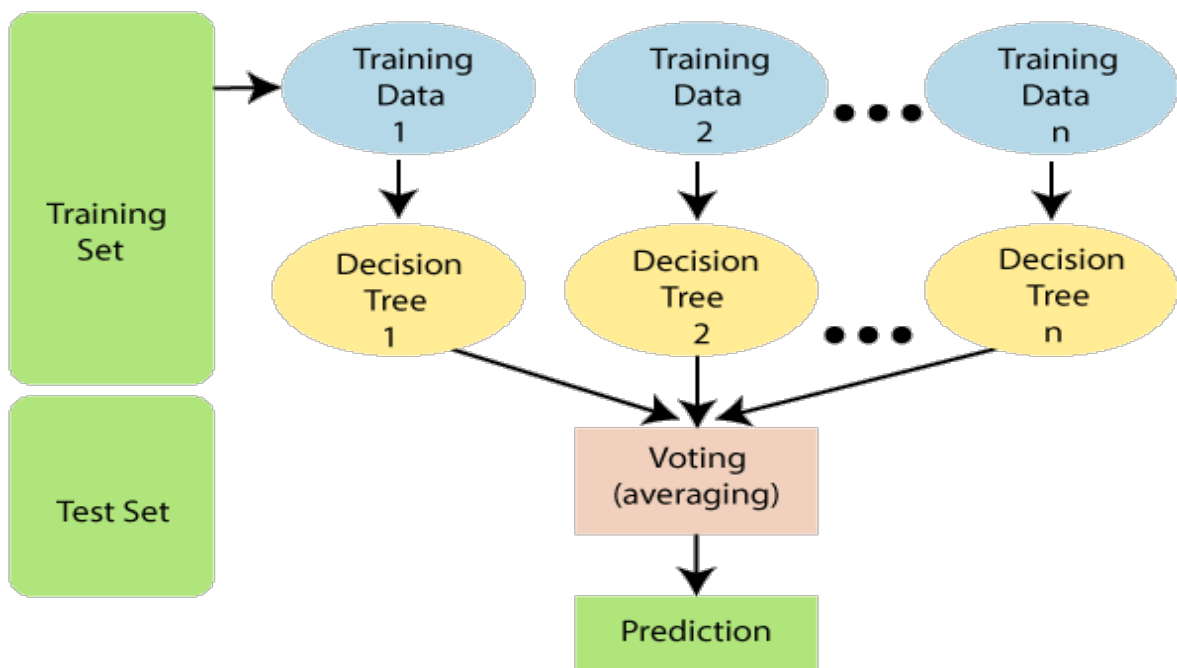 Training
Set
Test Set
Training
Data
1
Training
Data
2
Training
Data
n
Decision
Tree
1
Decision
Tree
2
Decision
Tree
n
Voting
(averaging)
Prediction